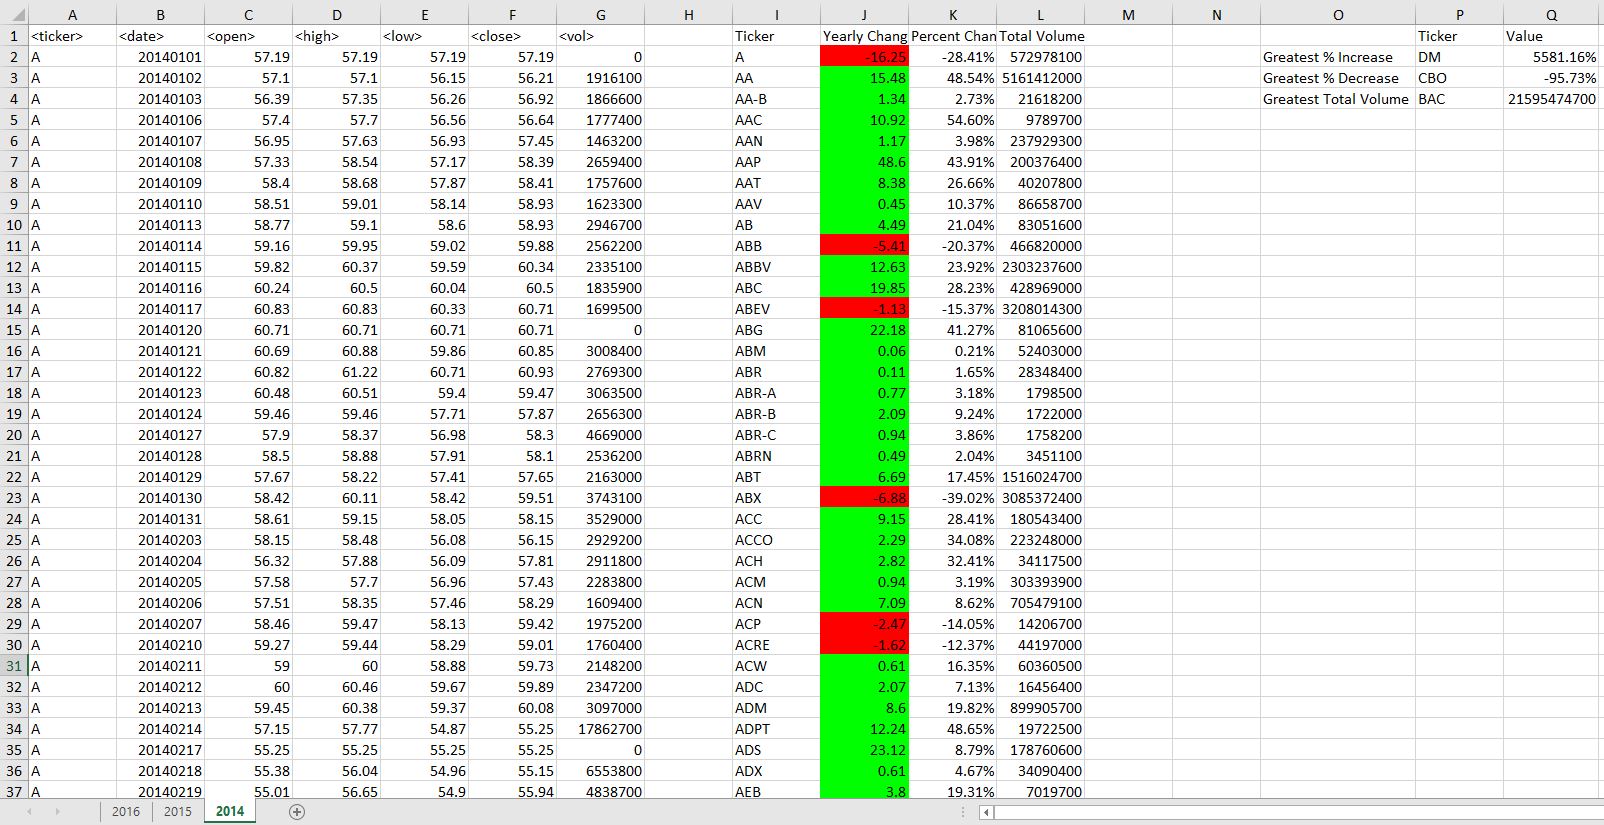 A B C D E F G H I J K L M N O P Q
1 <ticker> <date> <open> <high> <low> <close> <vol> Ticker Yearly Chang Percent Chan Total Volume Ticker Value
2 A 20140101 57.19 57.19 57.19 57.19 0 A -16.25 -28.41% 572978100 Greatest % Increase DM 5581.16%
3 A 20140102 57.1 57.1 56.15 56.21 1916100 AA 15.48 48.54% 5161412000 Greatest % Decrease CBO -95.73%
4 A 20140103 56.39 57.35 56.26 56.92 1866600 AA-B 1.34 2.73% 21618200 Greatest Total Volume BAC 21595474700
5 A 20140106 57.4 57.7 56.56 56.64 1777400 AAC 10.92 54.60% 9789700
6 A 20140107 56.95 57.63 56.93 57.45 1463200 AAN 1.17 3.98% 237929300
7 A 20140108 57.33 58.54 57.17 58.39 2659400 AAP 48.6 43.91% 200376400
8 A 20140109 58.4 58.68 57.87 58.41 1757600 AAT 8.38 26.66% 40207800
9 A 20140110 58.51 59.01 58.14 58.93 1623300 AAV 0.45 10.37% 86658700
10 A 20140113 58.77 59.1 58.6 58.93 2946700 AB 4.49 21.04% 83051600
11 A 20140114 59.16 59.95 59.02 59.88 2562200 ABB -5.41 -20.37% 466820000
12 A 20140115 59.82 60.37 59.59 60.34 2335100 ABBV 12.63 23.92% 2303237600
13 A 20140116 60.24 60.5 60.04 60.5 1835900 ABC 19.85 28.23% 428969000
14 A 20140117 60.83 60.83 60.33 60.71 1699500 ABEV -1.13 -15.37% 3208014300
15 A 20140120 60.71 60.71 60.71 60.71 0 ABG 22.18 41.27% 81065600
16 A 20140121 60.69 60.88 59.86 60.85 3008400 ABM 0.06 0.21% 52403000
17 A 20140122 60.82 61.22 60.71 60.93 2769300 ABR 0.11 1.65% 28348400
18 A 20140123 60.48 60.51 59.4 59.47 3063500 ABR-A 0.77 3.18% 1798500
19 A 20140124 59.46 59.46 57.71 57.87 2656300 ABR-B 2.09 9.24% 1722000
20 A 20140127 57.9 58.37 56.98 58.3 4669000 ABR-C 0.94 3.86% 1758200
21 A 20140128 58.5 58.88 57.91 58.1 2536200 ABRN 0.49 2.04% 3451100
22 A 20140129 57.67 58.22 57.41 57.65 2163000 ABT 6.69 17.45% 1516024700
23 A 20140130 58.42 60.11 58.42 59.51 3743100 ABX -6.88 -39.02% 3085372400
24 A 20140131 58.61 59.15 58.05 58.15 3529000 ACC 9.15 28.41% 180543400
25 A 20140203 58.15 58.48 56.08 56.15 2929200 ACCO 2.29 34.08% 223248000
26 A 20140204 56.32 57.88 56.09 57.81 2911800 ACH 2.82 32.41% 34117500
27 A 20140205 57.58 57.7 56.96 57.43 2283800 ACM 0.94 3.19% 303393900
28 A 20140206 57.51 58.35 57.46 58.29 1609400 ACN 7.09 8.62% 705479100
29 A 20140207 58.46 59.47 58.13 59.42 1975200 ACP -2.47 -14.05% 14206700
30 A 20140210 59.27 59.44 58.29 59.01 1760400 ACRE -1.62 -12.37% 44197000
31 A 20140211 59 60 58.88 59.73 2148200 ACW 0.61 16.35% 60360500
32 A 20140212 60 60.46 59.67 59.89 2347200 ADC 2.07 7.13% 16456400
33 A 20140213 59.45 60.38 59.37 60.08 3097000 ADM 8.6 19.82% 899905700
34 A 20140214 57.15 57.77 54.87 55.25 17862700 ADPT 12.24 48.65% 19722500
35 A 20140217 55.25 55.25 55.25 55.25 0 ADS 23.12 8.79% 178760600
36 A 20140218 55.38 56.04 54.96 55.15 6553800 ADX 0.61 4.67% 34090400
37 A 20140219 55.01 56.65 54.9 55.94 4838700 AEB 3.8 19.31% 7019700
2016 2015 2014